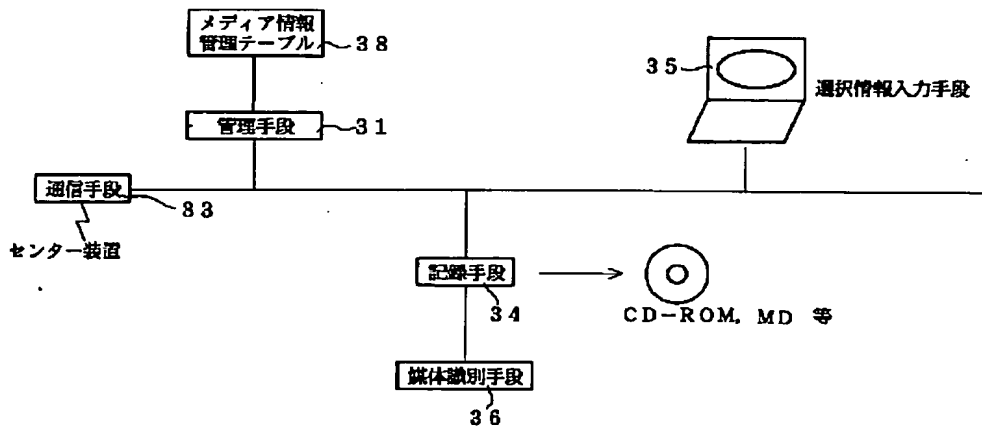 メディア情報
管理テーブル
38
35
選択情報入力手段
管理手段
31
通信手段
33
センター装置
記録手段
34
CD-ROM, MD 等
媒体識別手段
36